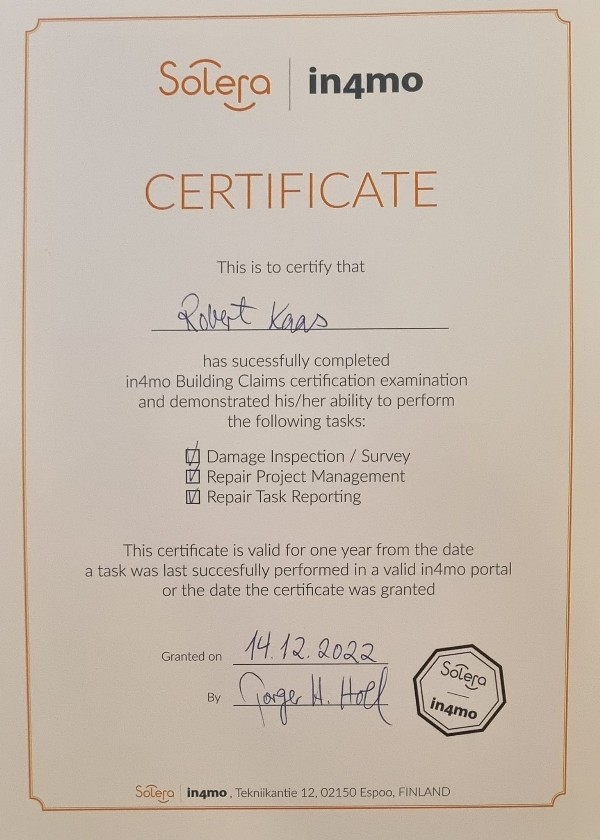 Solera in4mo
CERTIFICATE
This is to certify that
Robert Kaas
has sucessfully completed
in4mo Building Claims certification examination
and demonstrated his/her ability to perform
the following tasks:
Damage Inspection / Survey
Repair Project Management
Repair Task Reporting
This certificate is valid for one year from the date
a task was last succesfully performed in a valid in4mo portal
or the date the certificate was granted
Granted on 14.12.2022
By H.
Solera
in4mo
Solera in4mo, Tekniikantie 12, 02150 Espoo, FINLAND